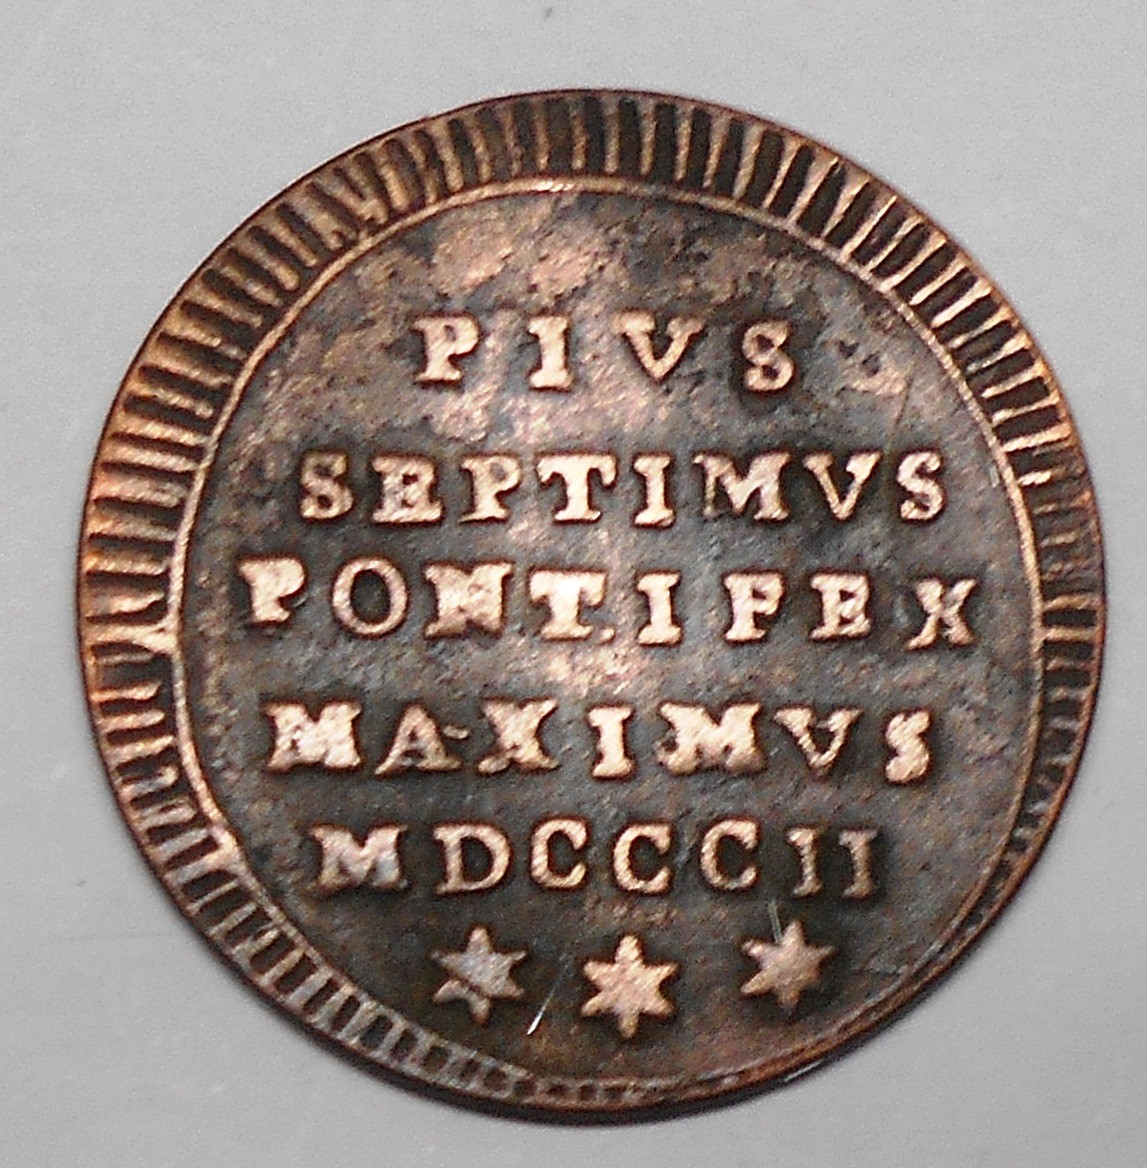 PIVS
SEPTIMVS
PONTIFEX
MAXIMVS
MDCCCII